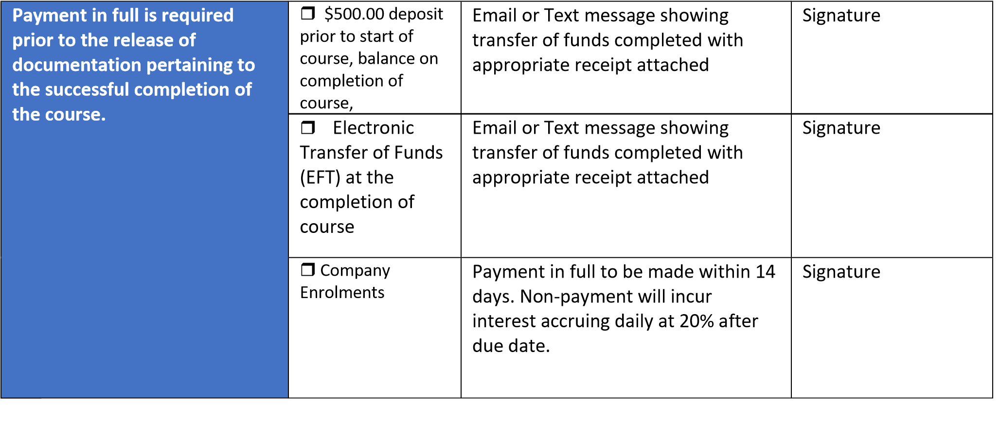 Payment in full is required
prior to the release of
documentation pertaining to
the successful completion of
the course.
❒ $500.00 deposit
prior to start of
course, balance on
completion of
course,
Email or Text message showing
transfer of funds completed with
appropriate receipt attached
Signature
❒ Electronic
Transfer of Funds
(EFT) at the
completion of
course
Email or Text message showing
transfer of funds completed with
appropriate receipt attached
Signature
❒ Company
Enrolments
Payment in full to be made within 14
days. Non-payment will incur
interest accruing daily at 20% after
due date.
Signature